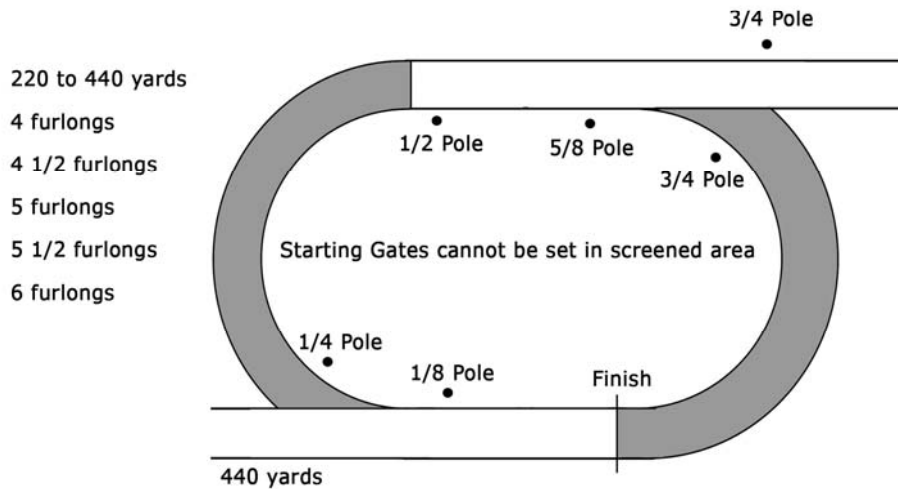 3/4 Pole
220 to 440 yards
4 furlongs
1/2 Pole
5/8 Pole
4 1/2 furlongs
3/4 Pole
5 furlongs
5 1/2 furlongs
Starting Gates cannot be set in screened area
6 furlongs
1/4 Pole
1/8 Pole
Finish
440 yards